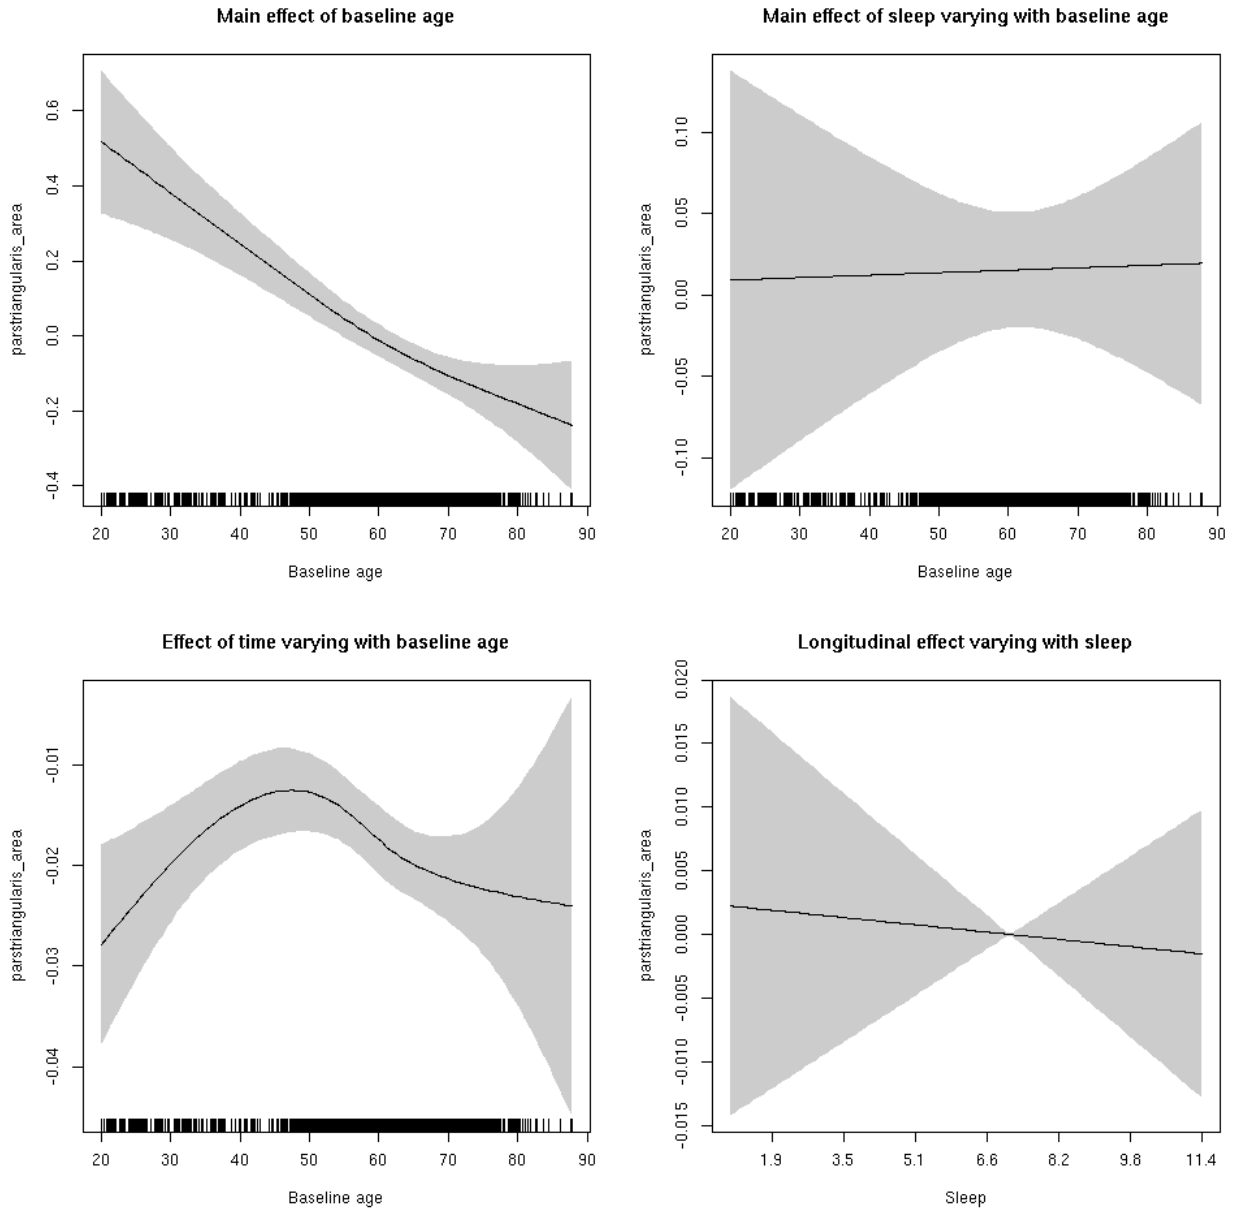 Main effect of baseline age
0.6
0.4
0.2
0.0
-0.2
-0.4
parstriangularis_area
20 30 40 50 60 70 80 90
Baseline age
Main effect of sleep varying with baseline age
0.10
0.05
0.00
-0.05
-0.10
parstriangularis_area
20 30 40 50 60 70 80 90
Baseline age
Effect of time varying with baseline age
-0.01
-0.02
-0.03
-0.04
parstriangularis_area
20 30 40 50 60 70 80 90
Baseline age
Longitudinal effect varying with sleep
0.020
0.015
0.010
0.005
0.000
-0.005
-0.010
-0.015
parstriangularis_area
1.9 3.5 5.1 6.6 8.2 9.8 11.4
Sleep